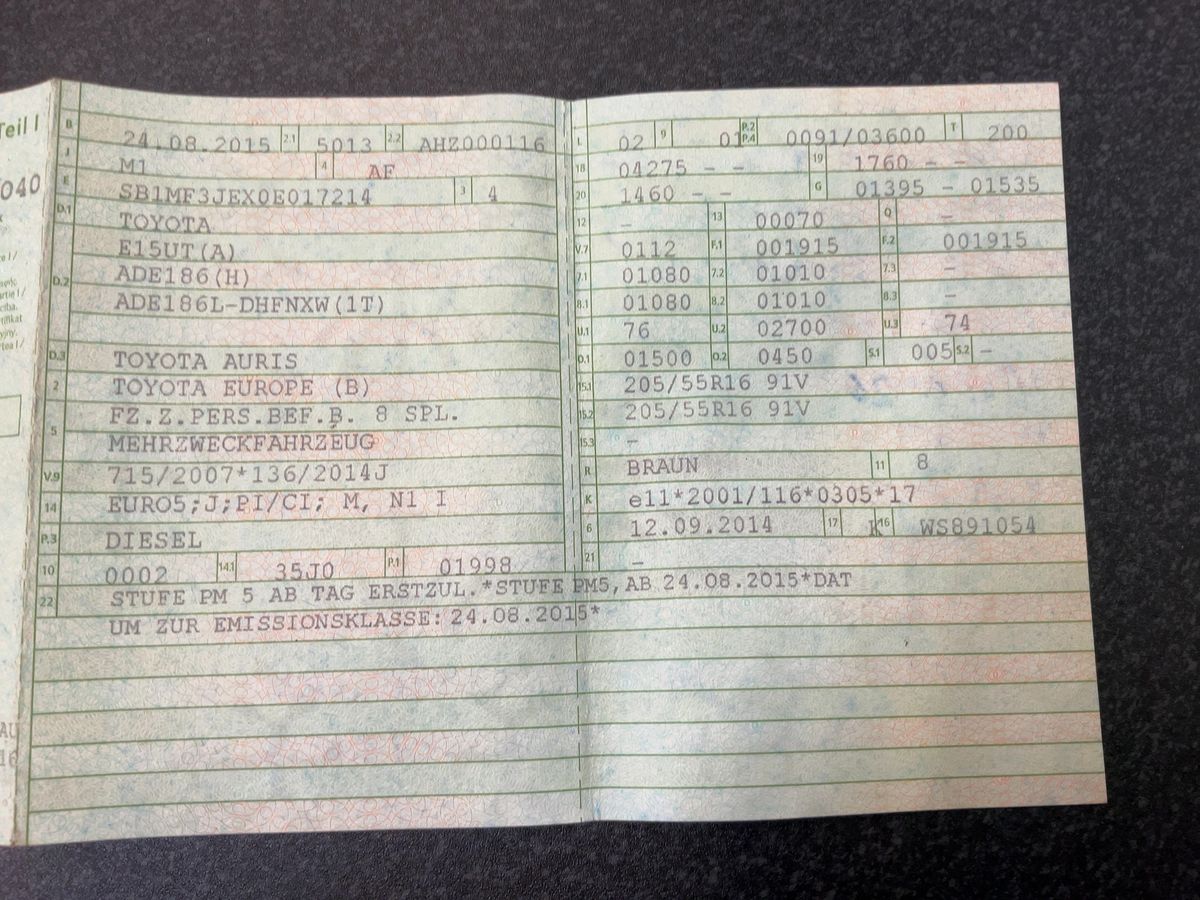 Teil I
040
AU
16
B 24.08.2015 2.1 5013 2.2 AHZ000116
J M1 4 AF
E SB1MF3JEX0E017214 3 4
D.1 TOYOTA
E15UT(A)
D.2 ADE186(H)
ADE186L-DHFNXW(1T)
D.3 TOYOTA AURIS
2 TOYOTA EUROPE (B)
5 FZ.Z.PERS.BEF.B. 8 SPL.
MEHRZWECKFAHRZEUG
V.9 715/2007*136/2014J
14 EURO5;J;PI/CI; M, N1 I
P.3 DIESEL
10 0002 14.1 35J0 P.1 01998
L 02 9 01 P.2 P.4 0091/03600 T 200
18 04275 - - 19 1760 - -
20 1460 - - G 01395 - 01535
12 - 13 00070 Q -
V.7 0112 F.1 001915 F.2 001915
7.1 01080 7.2 01010 7.3 -
8.1 01080 8.2 01010 8.3 -
U.1 76 U.2 02700 U.3 74
O.1 01500 O.2 0450 S.1 005 S.2 -
15.1 205/55R16 91V
15.2 205/55R16 91V
15.3 -
R BRAUN 11 8
K e11*2001/116*0305*17
6 12.09.2014 17 K 16 WS891054
21 -
22 STUFE PM 5 AB TAG ERSTZUL.*STUFE PM5,AB 24.08.2015*DAT
UM ZUR EMISSIONSKLASSE:24.08.2015*